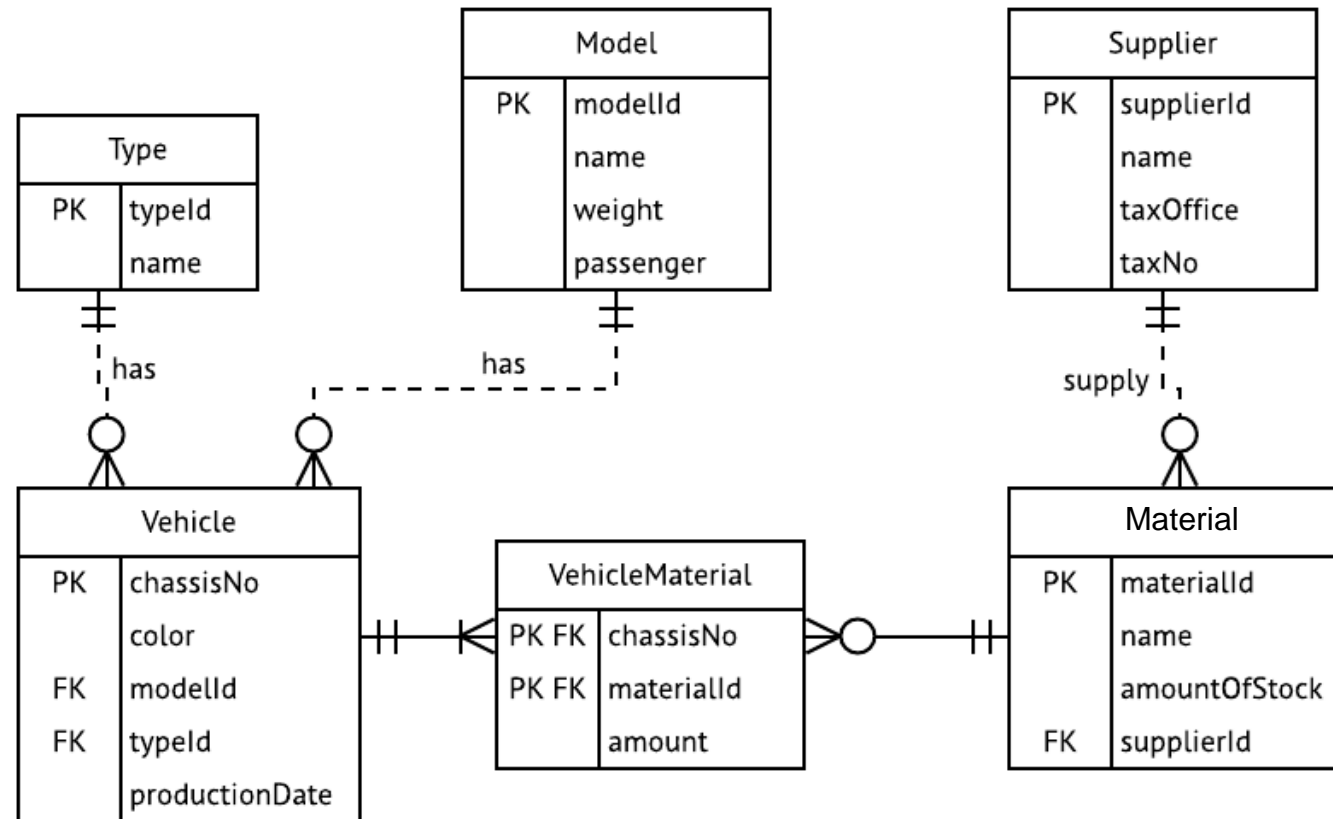 Model
PK modelId
name
weight
passenger
Supplier
PK supplierId
name
taxOffice
taxNo
Type
PK typeId
name
has
has
supply
Vehicle
PK chassisNo
color
FK modelId
FK typeId
productionDate
VehicleMaterial
PK FK chassisNo
PK FK materialId
amount
Material
PK materialId
name
amountOfStock
FK supplierId